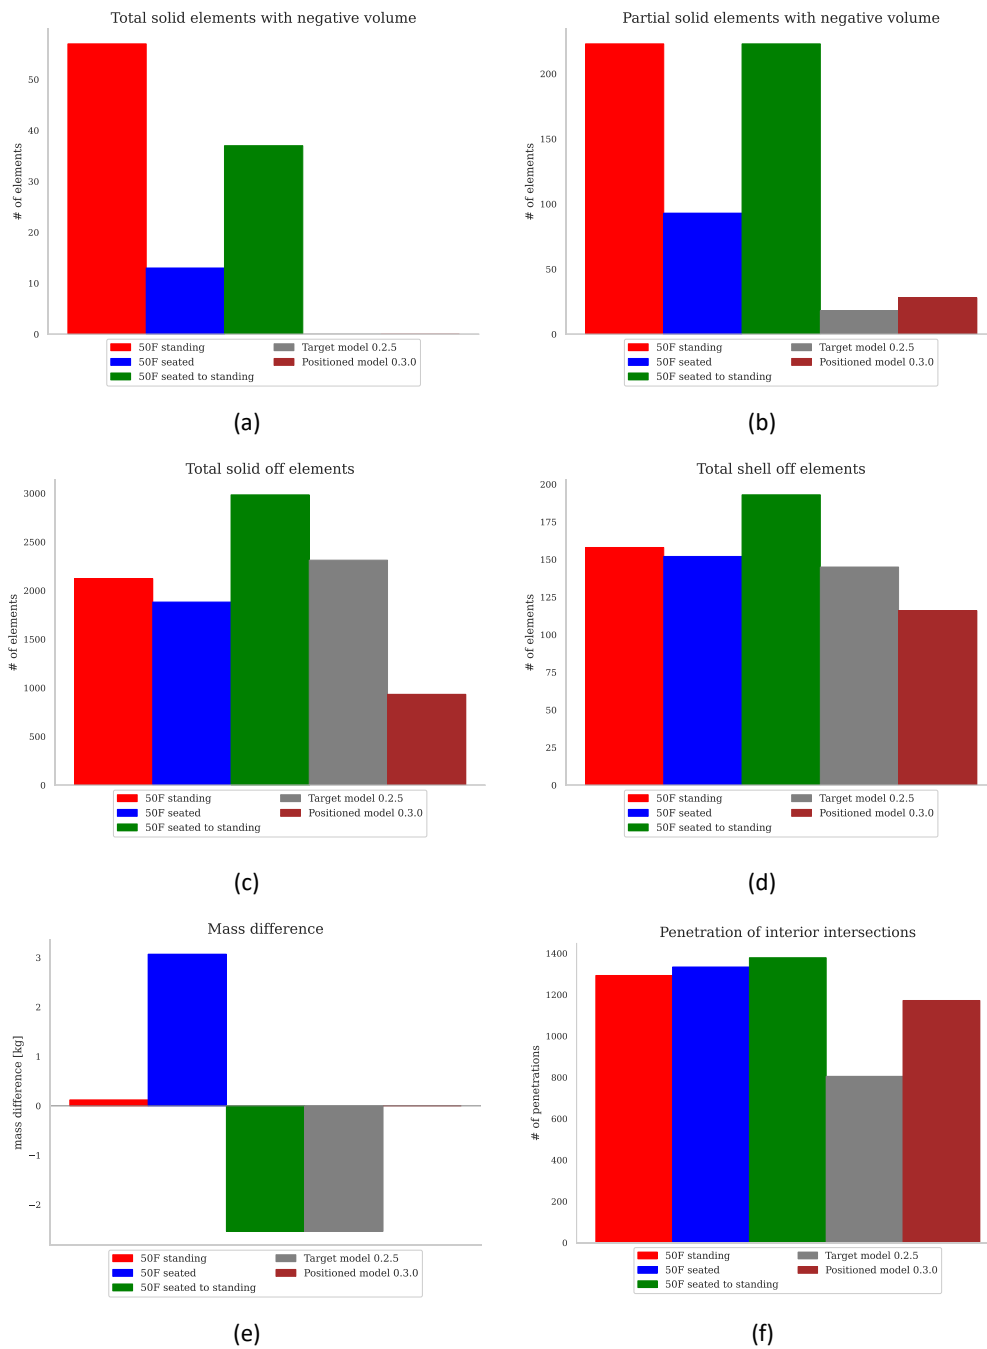 Total solid elements with negative volume
# of elements
50
40
30
20
10
0
50F standing
50F seated
50F seated to standing
Target model 0.2.5
Positioned model 0.3.0
(a)
Partial solid elements with negative volume
# of elements
200
150
100
50
0
50F standing
50F seated
50F seated to standing
Target model 0.2.5
Positioned model 0.3.0
(b)
Total solid off elements
# of elements
3000
2500
2000
1500
1000
500
0
50F standing
50F seated
50F seated to standing
Target model 0.2.5
Positioned model 0.3.0
(c)
Total shell off elements
# of elements
200
175
150
125
100
75
50
25
0
50F standing
50F seated
50F seated to standing
Target model 0.2.5
Positioned model 0.3.0
(d)
Mass difference
mass difference [kg]
3
2
1
0
−1
−2
50F standing
50F seated
50F seated to standing
Target model 0.2.5
Positioned model 0.3.0
(e)
Penetration of interior intersections
# of penetrations
1400
1200
1000
800
600
400
200
0
50F standing
50F seated
50F seated to standing
Target model 0.2.5
Positioned model 0.3.0
(f)